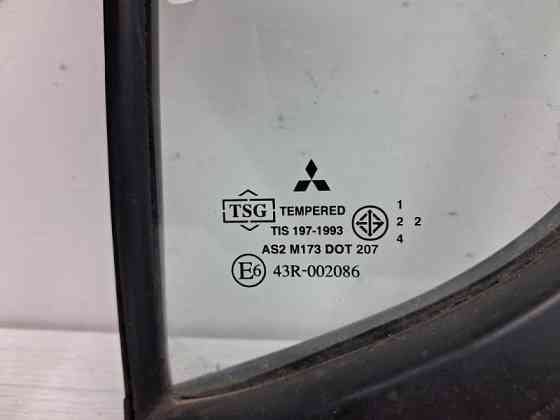 TSG TEMPERED
TIS 197-1993
AS2 M173 DOT 207
E6 43R-002086
1
2 2
4